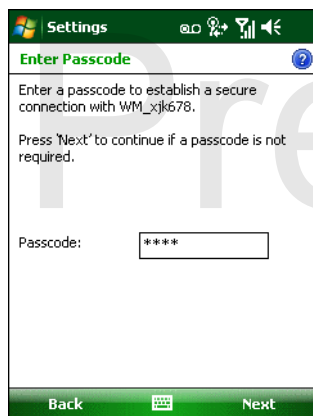 Settings
Enter Passcode
Enter a passcode to establish a secure
connection with WM_xjk678.
Press 'Next' to continue if a passcode is not
required.
Passcode: ****
Back Next
Pre